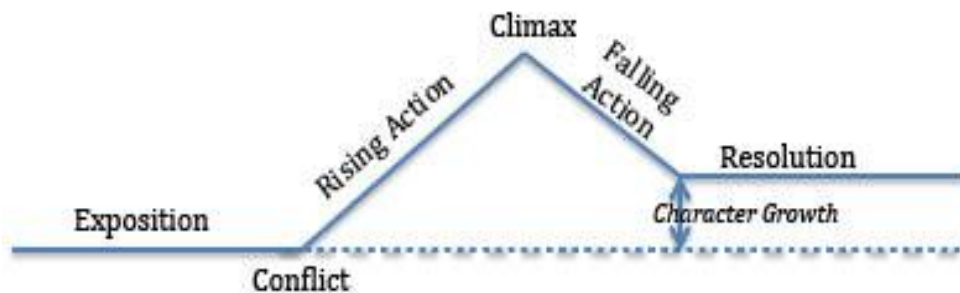 Climax
Rising Action
Falling
Action
Resolution
Exposition
Character Growth
Conflict